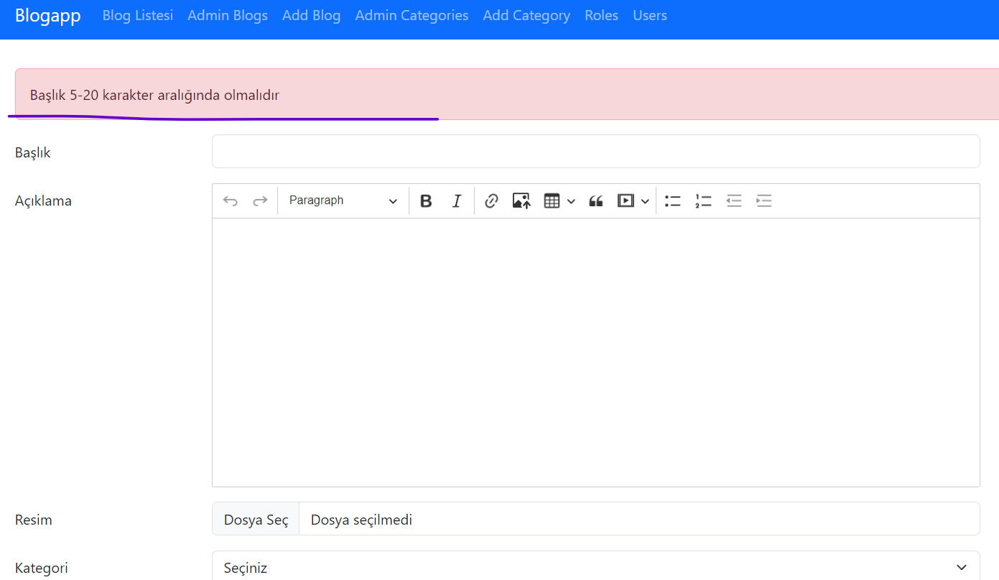 Blogapp Blog Listesi Admin Blogs Add Blog Admin Categories Add Category Roles Users
Başlık 5-20 karakter aralığında olmalıdır
Başlık
Açıklama
Paragraph
Resim
Dosya Seç Dosya seçilmedi
Kategori
Seçiniz